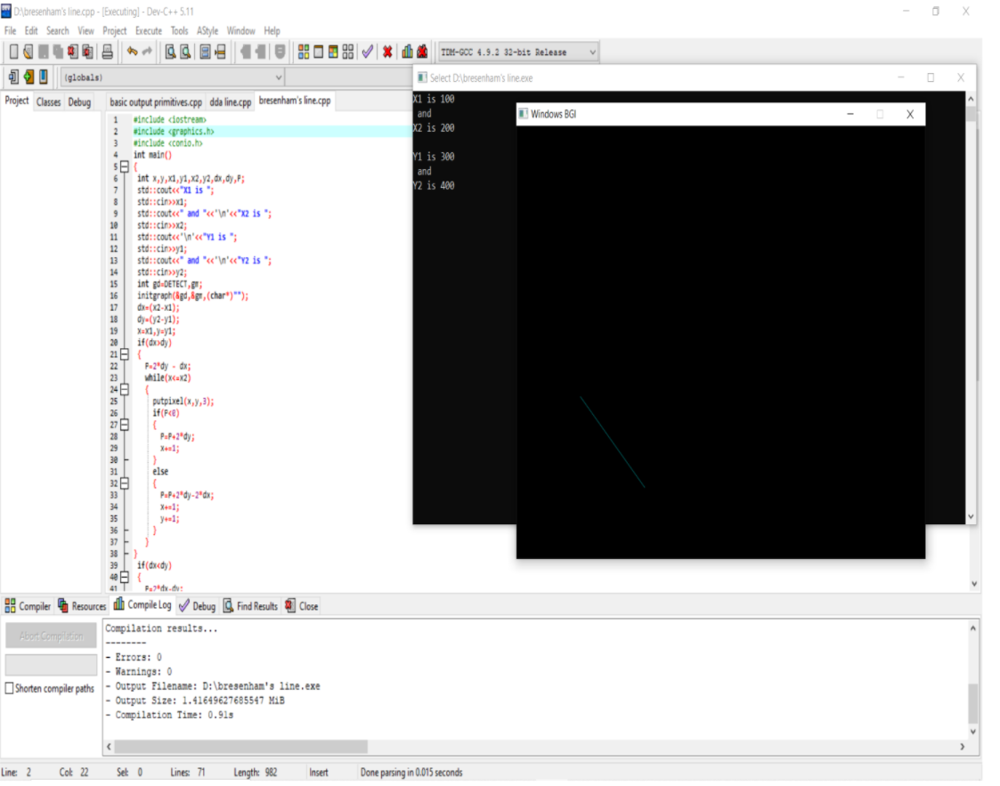 D:\bresenham's line.cpp - [Executing] - Dev-C++ 5.11
File Edit Search View Project Execute Tools AStyle Window Help
TDM-GCC 4.9.2 32-bit Release
(globals)
Select D:\bresenham's line.exe
Project Classes Debug
basic output primitives.cpp dda line.cpp bresenham's line.cpp
1 #include <iostream>
2 #include <graphics.h>
3 #include <conio.h>
4 int main()
5 {
6 int x,y,x1,y1,x2,y2,dx,dy,P;
7 std::cout<<"X1 is ";
8 std::cin>>x1;
9 std::cout<<" and "<<'\n'<<"X2 is ";
10 std::cin>>x2;
11 std::cout<<'\n'<<"Y1 is ";
12 std::cin>>y1;
13 std::cout<<" and "<<'\n'<<"Y2 is ";
14 std::cin>>y2;
15 int gd=DETECT,gm;
16 initgraph(&gd,&gm,(char*)"");
17 dx=(x2-x1);
18 dy=(y2-y1);
19 x=x1,y=y1;
20 if(dx>dy)
21 {
22 P=2*dy - dx;
23 while(x<=x2)
24 {
25 putpixel(x,y,3);
26 if(P<0)
27 {
28 P=P+2*dy;
29 x+=1;
30 }
31 else
32 {
33 P=P+2*dy-2*dx;
34 x+=1;
35 y+=1;
36 }
37 }
38 }
39 if(dx<dy)
40 {
41 P=2*dx-dy;
X1 is 100
and
X2 is 200
Y1 is 300
and
Y2 is 400
Windows BGI
Compiler Resources Compile Log Debug Find Results Close
Abort Compilation
Shorten compiler paths
Compilation results...
--------
- Errors: 0
- Warnings: 0
- Output Filename: D:\bresenham's line.exe
- Output Size: 1.41649627685547 MiB
- Compilation Time: 0.91s
Line: 2 Col: 22 Sel: 0 Lines: 71 Length: 982 Insert Done parsing in 0.015 seconds